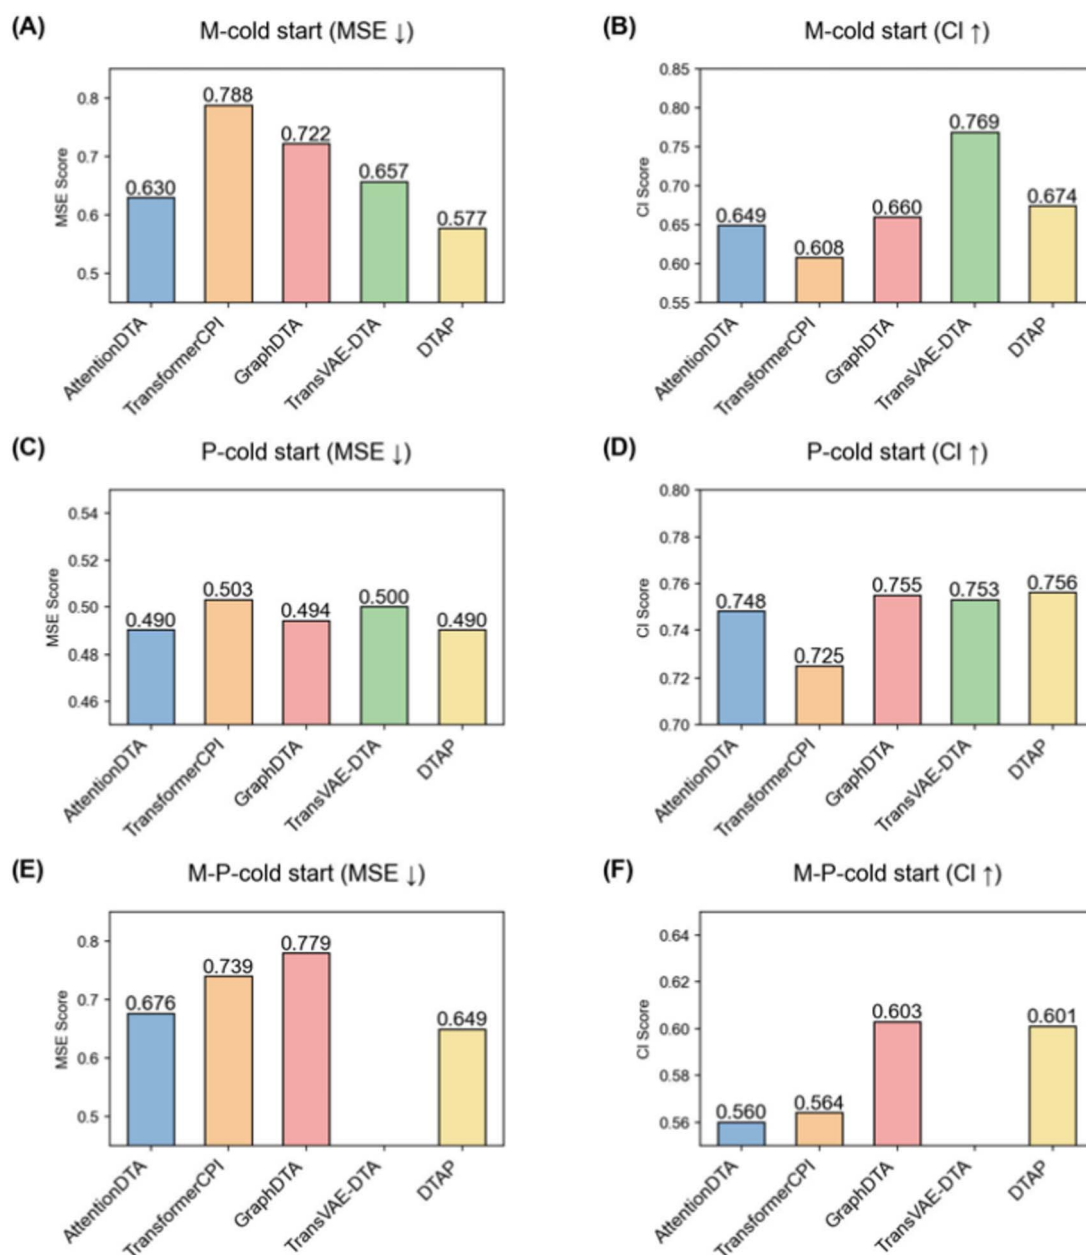 (A) M-cold start (MSE ↓)
MSE Score
0.8
0.7
0.6
0.5
0.630
0.788
0.722
0.657
0.577
AttentionDTA
TransformerCPI
GraphDTA
TransVAE-DTA
DTAP
(B) M-cold start (CI ↑)
CI Score
0.85
0.80
0.75
0.70
0.65
0.60
0.55
0.649
0.608
0.660
0.769
0.674
AttentionDTA
TransformerCPI
GraphDTA
TransVAE-DTA
DTAP
(C) P-cold start (MSE ↓)
MSE Score
0.54
0.52
0.50
0.48
0.46
0.490
0.503
0.494
0.500
0.490
AttentionDTA
TransformerCPI
GraphDTA
TransVAE-DTA
DTAP
(D) P-cold start (CI ↑)
CI Score
0.80
0.78
0.76
0.74
0.72
0.70
0.748
0.725
0.755
0.753
0.756
AttentionDTA
TransformerCPI
GraphDTA
TransVAE-DTA
DTAP
(E) M-P-cold start (MSE ↓)
MSE Score
0.8
0.7
0.6
0.5
0.676
0.739
0.779
0.649
AttentionDTA
TransformerCPI
GraphDTA
TransVAE-DTA
DTAP
(F) M-P-cold start (CI ↑)
CI Score
0.64
0.62
0.60
0.58
0.56
0.560
0.564
0.603
0.601
AttentionDTA
TransformerCPI
GraphDTA
TransVAE-DTA
DTAP